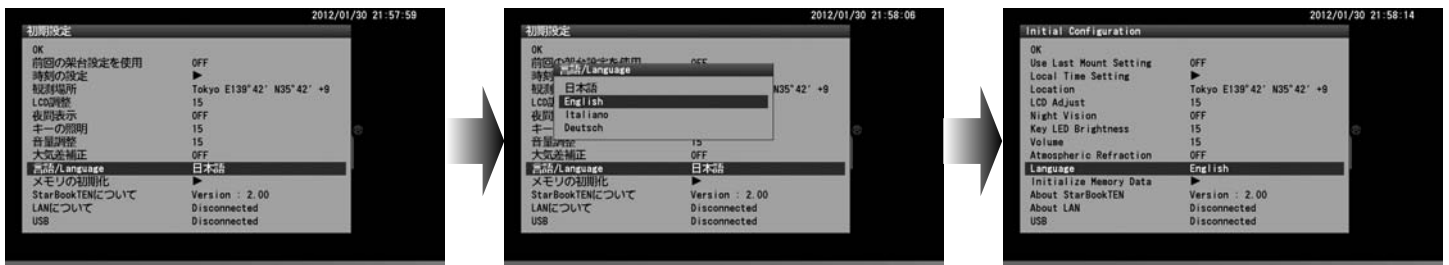 2012/01/30 21:57:59
初期設定
OK
前回の架台設定を使用 OFF
時刻の設定 ▶
観測場所 Tokyo E139°42′ N35°42′ +9
LCD調整 15
夜間表示 OFF
キーの照明 15
音量調整 15
大気差補正 OFF
言語/Language 日本語
メモリの初期化 ▶
StarBookTENについて Version : 2.00
LANについて Disconnected
USB Disconnected
2012/01/30 21:58:06
初期設定
OK
言語/Language
日本語
English
Italiano
Deutsch
N35°42′ +9
大気差補正 OFF
言語/Language 日本語
メモリの初期化 ▶
StarBookTENについて Version : 2.00
LANについて Disconnected
USB Disconnected
2012/01/30 21:58:14
Initial Configuration
OK
Use Last Mount Setting OFF
Local Time Setting ▶
Location Tokyo E139°42′ N35°42′ +9
LCD Adjust 15
Night Vision OFF
Key LED Brightness 15
Volume 15
Atmospheric Refraction OFF
Language English
Initialize Memory Data ▶
About StarBookTEN Version : 2.00
About LAN Disconnected
USB Disconnected